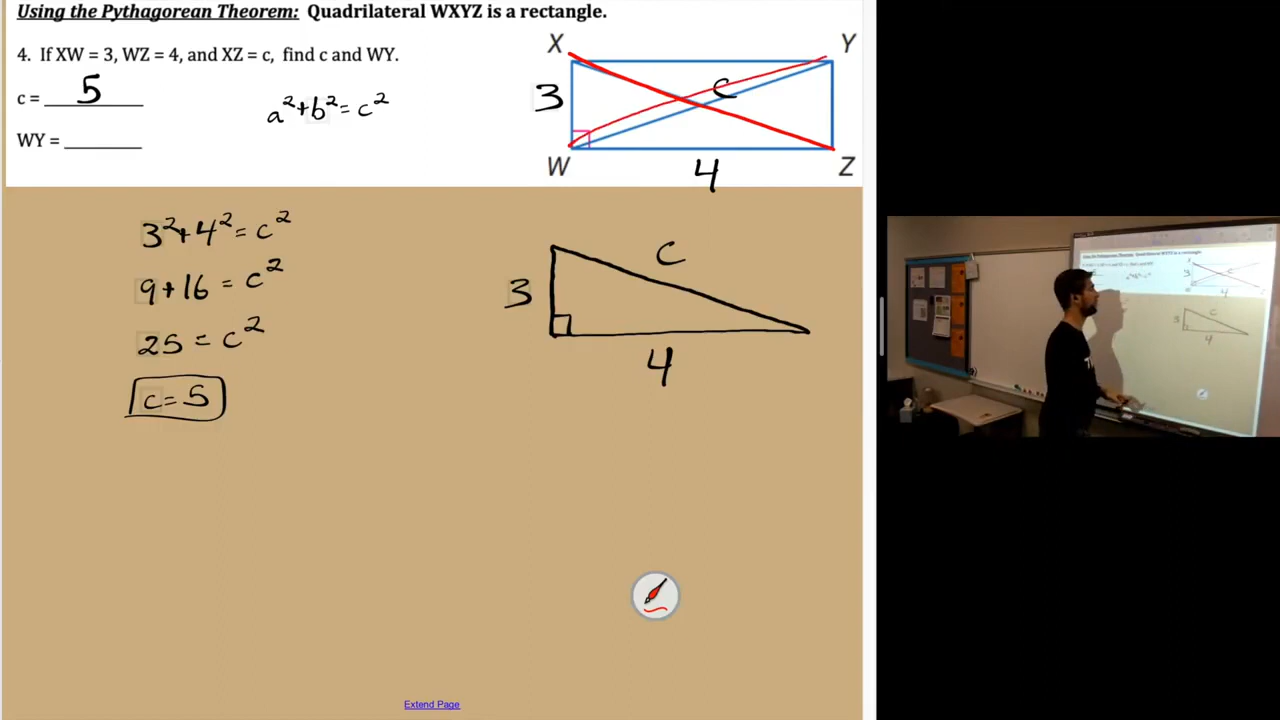 Using the Pythagorean Theorem: Quadrilateral WXYZ is a rectangle.
4. If XW = 3, WZ = 4, and XZ = c, find c and WY.
c = 5
a²+b²= c²
WY = ________
X
Y
3
c
W
Z
4
3²+4²= c²
9+16 = c²
25 = c²
c= 5
c
3
4
Extend Page